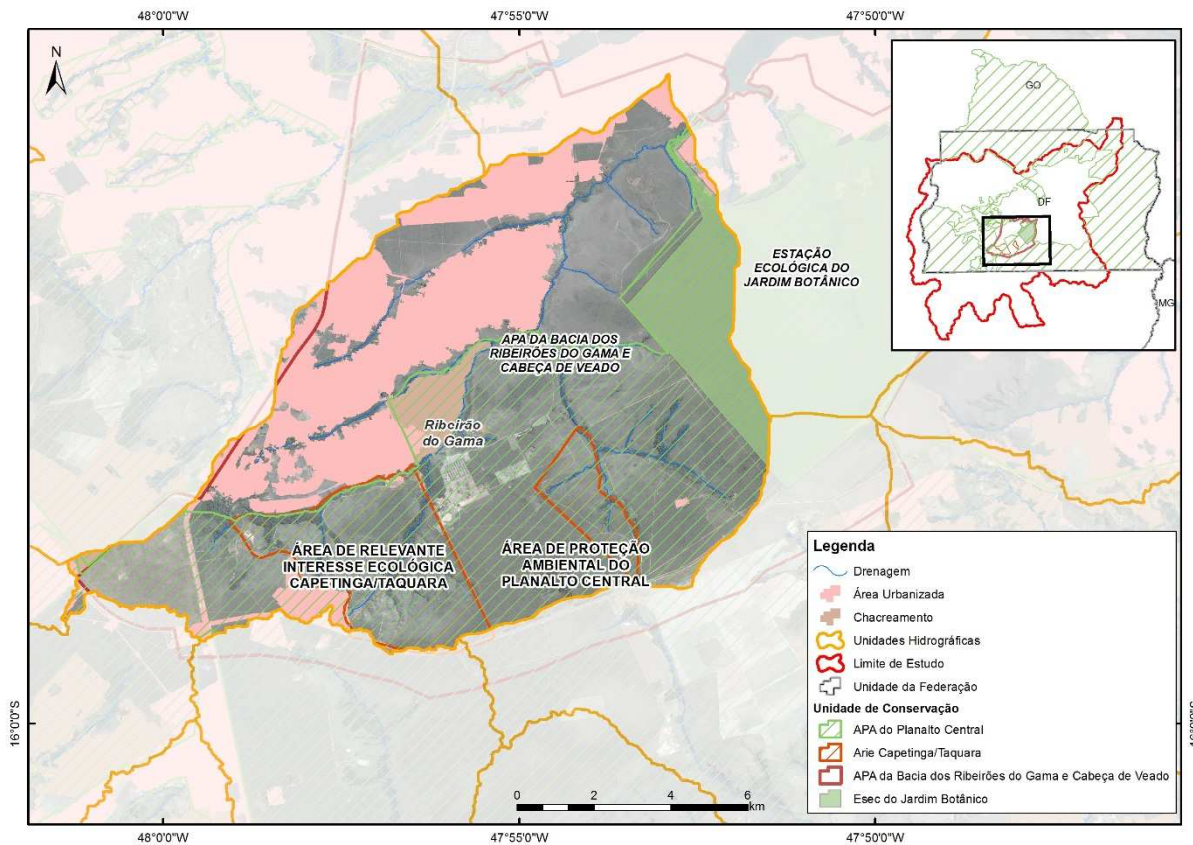 48°0'0"W
47°55'0"W
47°50'0"W
N
GO
DF
MG
ESTAÇÃO
ECOLÓGICA DO
JARDIM BOTÂNICO
APA DA BACIA DOS
RIBEIRÕES DO GAMA E
CABEÇA DE VEADO
Ribeirão
do Gama
ÁREA DE RELEVANTE
INTERESSE ECOLÓGICA
CAPETINGA/TAQUARA
ÁREA DE PROTEÇÃO
AMBIENTAL DO
PLANALTO CENTRAL
Legenda
Drenagem
Área Urbanizada
Chacreamento
Unidades Hidrográficas
Limite de Estudo
Unidade da Federação
Unidade de Conservação
APA do Planalto Central
Arie Capetinga/Taquara
APA da Bacia dos Ribeirões do Gama e Cabeça de Veado
Esec do Jardim Botânico
16°0'0"S
16°0'0"S
0 2 4 6
km
48°0'0"W
47°55'0"W
47°50'0"W